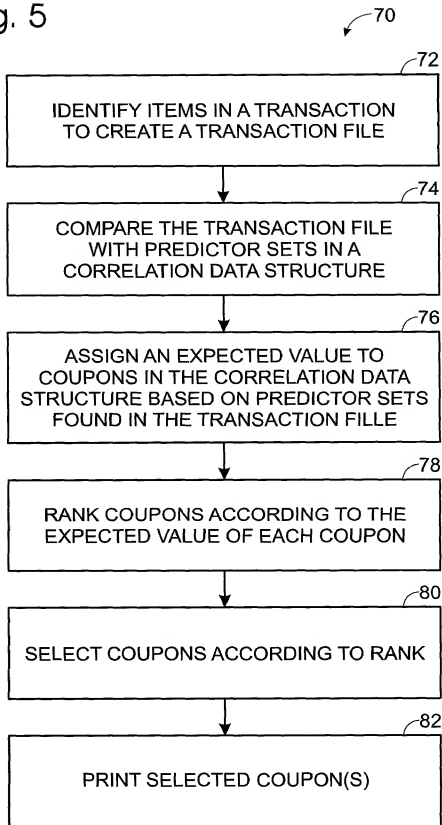 g. 5
70
72
IDENTIFY ITEMS IN A TRANSACTION
TO CREATE A TRANSACTION FILE
74
COMPARE THE TRANSACTION FILE
WITH PREDICTOR SETS IN A
CORRELATION DATA STRUCTURE
76
ASSIGN AN EXPECTED VALUE TO
COUPONS IN THE CORRELATION DATA
STRUCTURE BASED ON PREDICTOR SETS
FOUND IN THE TRANSACTION FILLE
78
RANK COUPONS ACCORDING TO THE
EXPECTED VALUE OF EACH COUPON
80
SELECT COUPONS ACCORDING TO RANK
82
PRINT SELECTED COUPON(S)